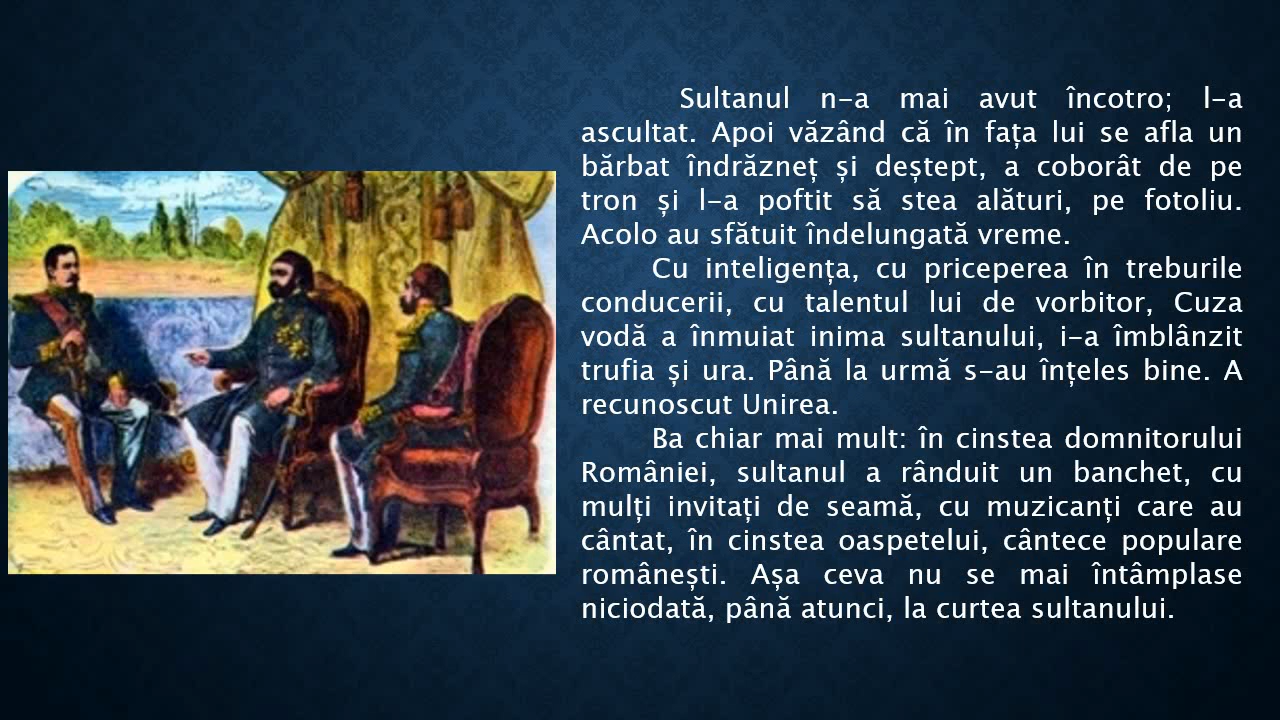 Sultanul n-a mai avut încotro; l-a
ascultat. Apoi văzând că în fața lui se afla un
bărbat îndrăzneț și deștept, a coborât de pe
tron și l-a poftit să stea alături, pe fotoliu.
Acolo au sfătuit îndelungată vreme.
Cu inteligența, cu priceperea în treburile
conducerii, cu talentul lui de vorbitor, Cuza
vodă a înmuiat inima sultanului, i-a îmblânzit
trufia și ura. Până la urmă s-au înțeles bine. A
recunoscut Unirea.
Ba chiar mai mult: în cinstea domnitorului
României, sultanul a rânduit un banchet, cu
mulți invitați de seamă, cu muzicanți care au
cântat, în cinstea oaspetelui, cântece populare
românești. Așa ceva nu se mai întâmplase
niciodată, până atunci, la curtea sultanului.